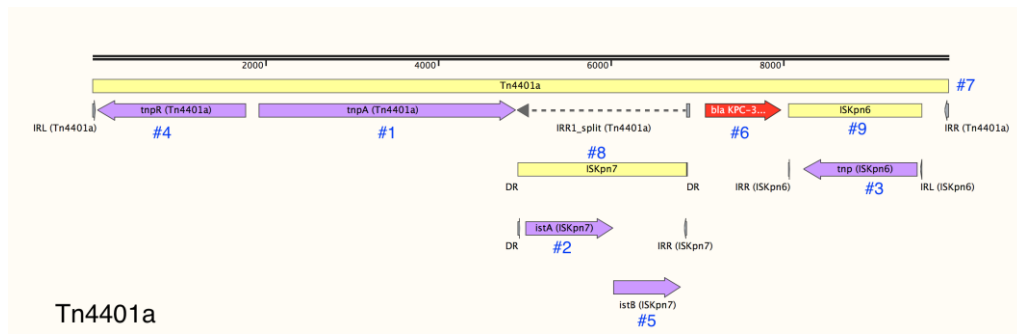 2000 4000 6000 8000
Tn4401a #7
tnpR (Tn4401a) tnpA (Tn4401a) bla KPC-3... ISKpn6
IRL (Tn4401a) #4 #1 IRR1_split (Tn4401a) #6 #9 IRR (Tn4401a)
#8
ISKpn7 tnp (ISKpn6)
DR DR IRR (ISKpn6) #3 IRL (ISKpn6)
istA (ISKpn7)
DR #2 IRR (ISKpn7)
istB (ISKpn7)
#5
Tn4401a